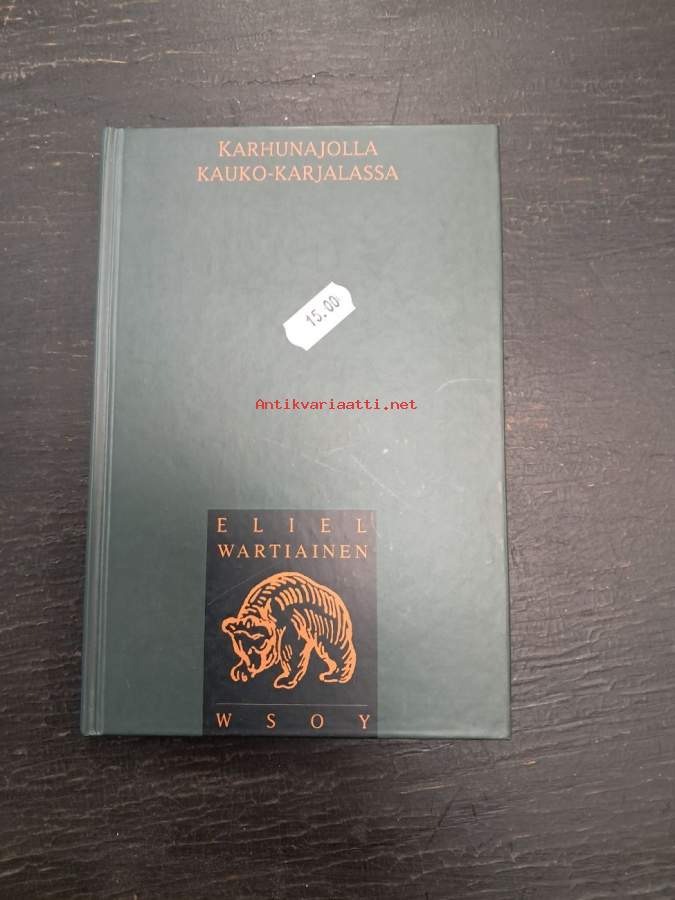 KARHUNAJOLLA
KAUKO-KARJALASSA
15.00
Antikvariaatti.net
ELIEL
WARTIAINEN
WSOY